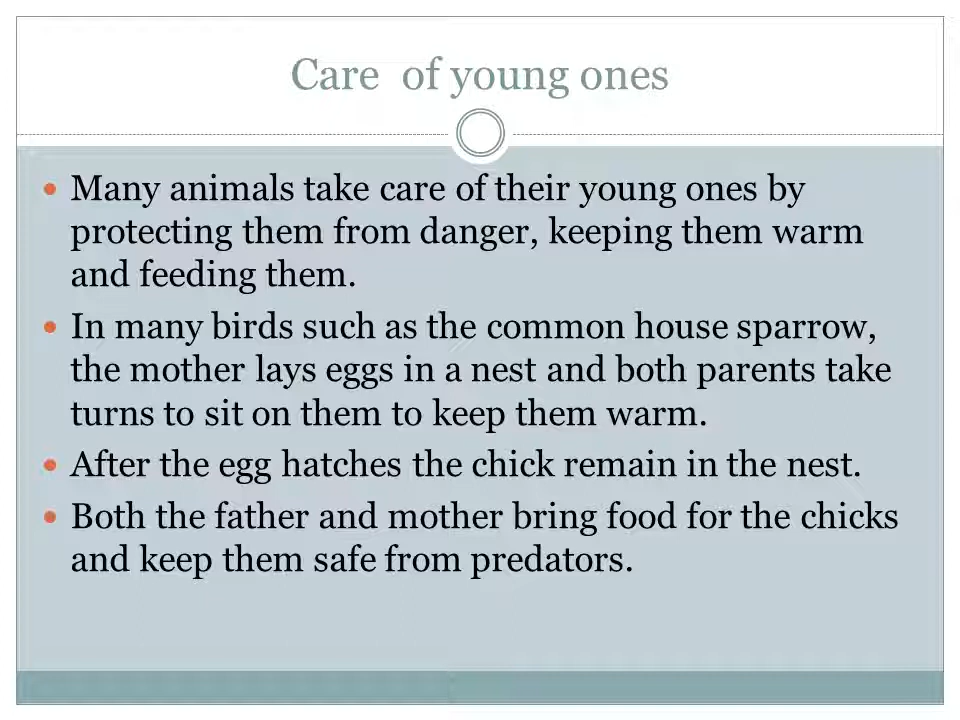 Care of young ones
Many animals take care of their young ones by
protecting them from danger, keeping them warm
and feeding them.
In many birds such as the common house sparrow,
the mother lays eggs in a nest and both parents take
turns to sit on them to keep them warm.
After the egg hatches the chick remain in the nest.
Both the father and mother bring food for the chicks
and keep them safe from predators.